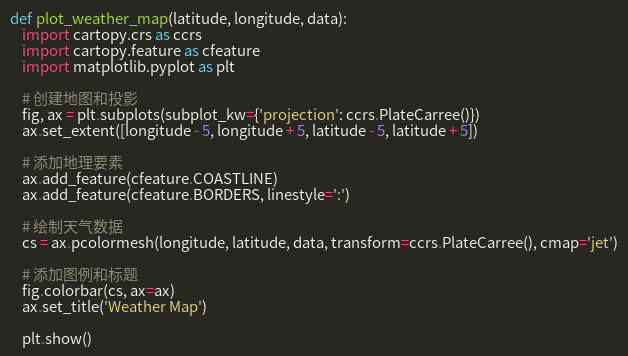 def plot_weather_map(latitude, longitude, data):
    import cartopy.crs as ccrs
    import cartopy.feature as cfeature
    import matplotlib.pyplot as plt

    # 创建地图和投影
    fig, ax = plt.subplots(subplot_kw={'projection': ccrs.PlateCarree()})
    ax.set_extent([longitude - 5, longitude + 5, latitude - 5, latitude + 5])

    # 添加地理要素
    ax.add_feature(cfeature.COASTLINE)
    ax.add_feature(cfeature.BORDERS, linestyle=':')

    # 绘制天气数据
    cs = ax.pcolormesh(longitude, latitude, data, transform=ccrs.PlateCarree(), cmap='jet')

    # 添加图例和标题
    fig.colorbar(cs, ax=ax)
    ax.set_title('Weather Map')

    plt.show()